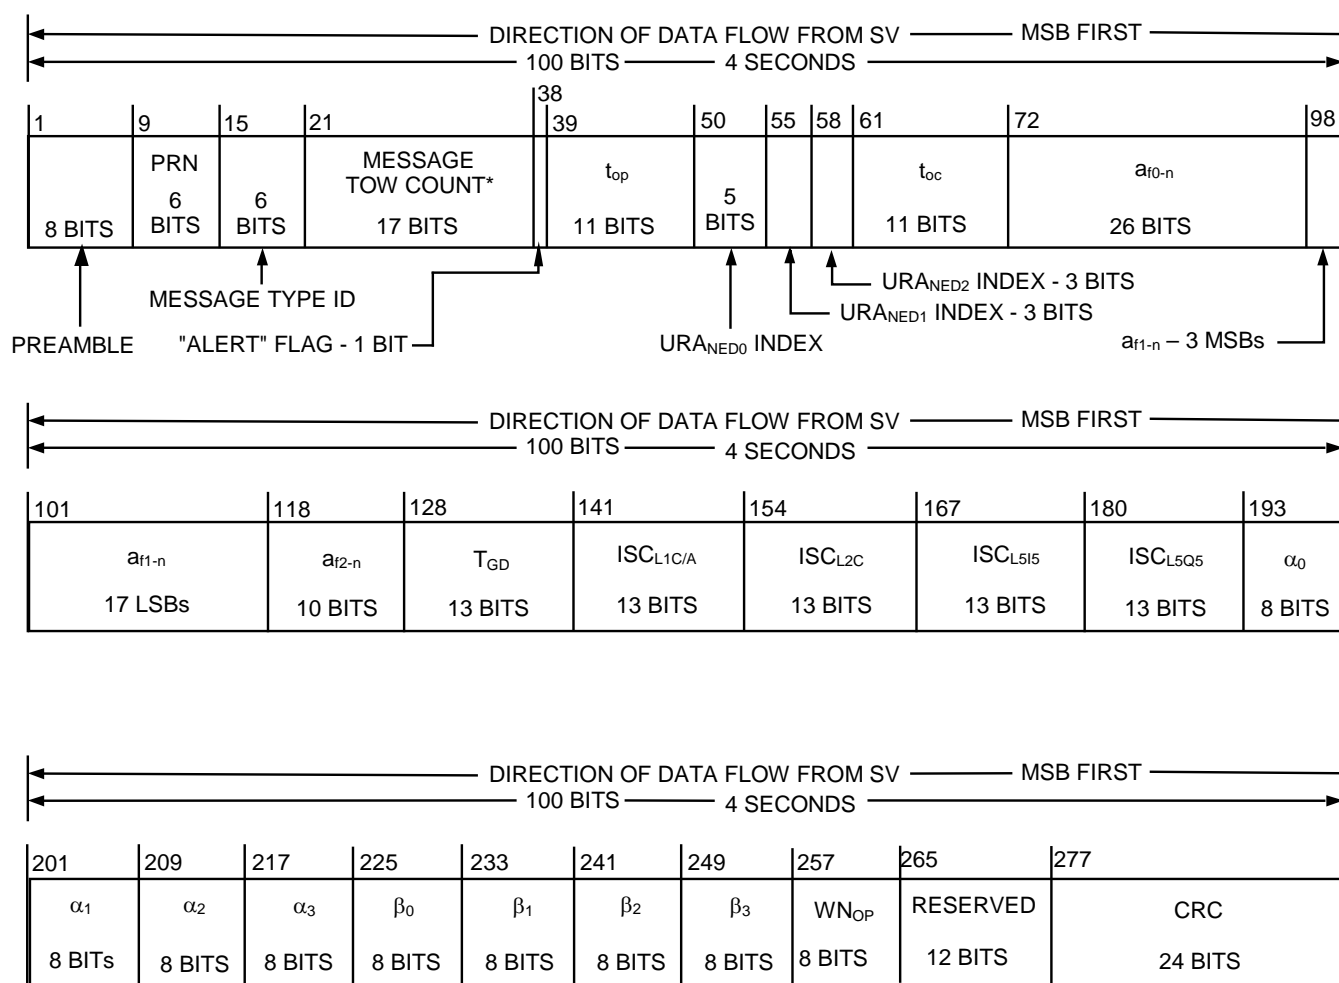 DIRECTION OF DATA FLOW FROM SV MSB FIRST
100 BITS 4 SECONDS
1 9 15 21 38 39 50 55 58 61 72 98
PREAMBLE
8 BITS
PRN
6
BITS
6
BITS
MESSAGE TYPE ID
MESSAGE
TOW COUNT*
17 BITS
"ALERT" FLAG - 1 BIT
top
11 BITS
5
BITS
URANED0 INDEX
URANED1 INDEX - 3 BITS
URANED2 INDEX - 3 BITS
toc
11 BITS
af0-n
26 BITS
af1-n – 3 MSBs
DIRECTION OF DATA FLOW FROM SV MSB FIRST
100 BITS 4 SECONDS
101 118 128 141 154 167 180 193
af1-n
17 LSBs
af2-n
10 BITS
TGD
13 BITS
ISCL1C/A
13 BITS
ISCL2C
13 BITS
ISCL5I5
13 BITS
ISCL5Q5
13 BITS
α0
8 BITS
DIRECTION OF DATA FLOW FROM SV MSB FIRST
100 BITS 4 SECONDS
201 209 217 225 233 241 249 257 265 277
α1
8 BITs
α2
8 BITS
α3
8 BITS
β0
8 BITS
β1
8 BITS
β2
8 BITS
β3
8 BITS
WNOP
8 BITS
RESERVED
12 BITS
CRC
24 BITS